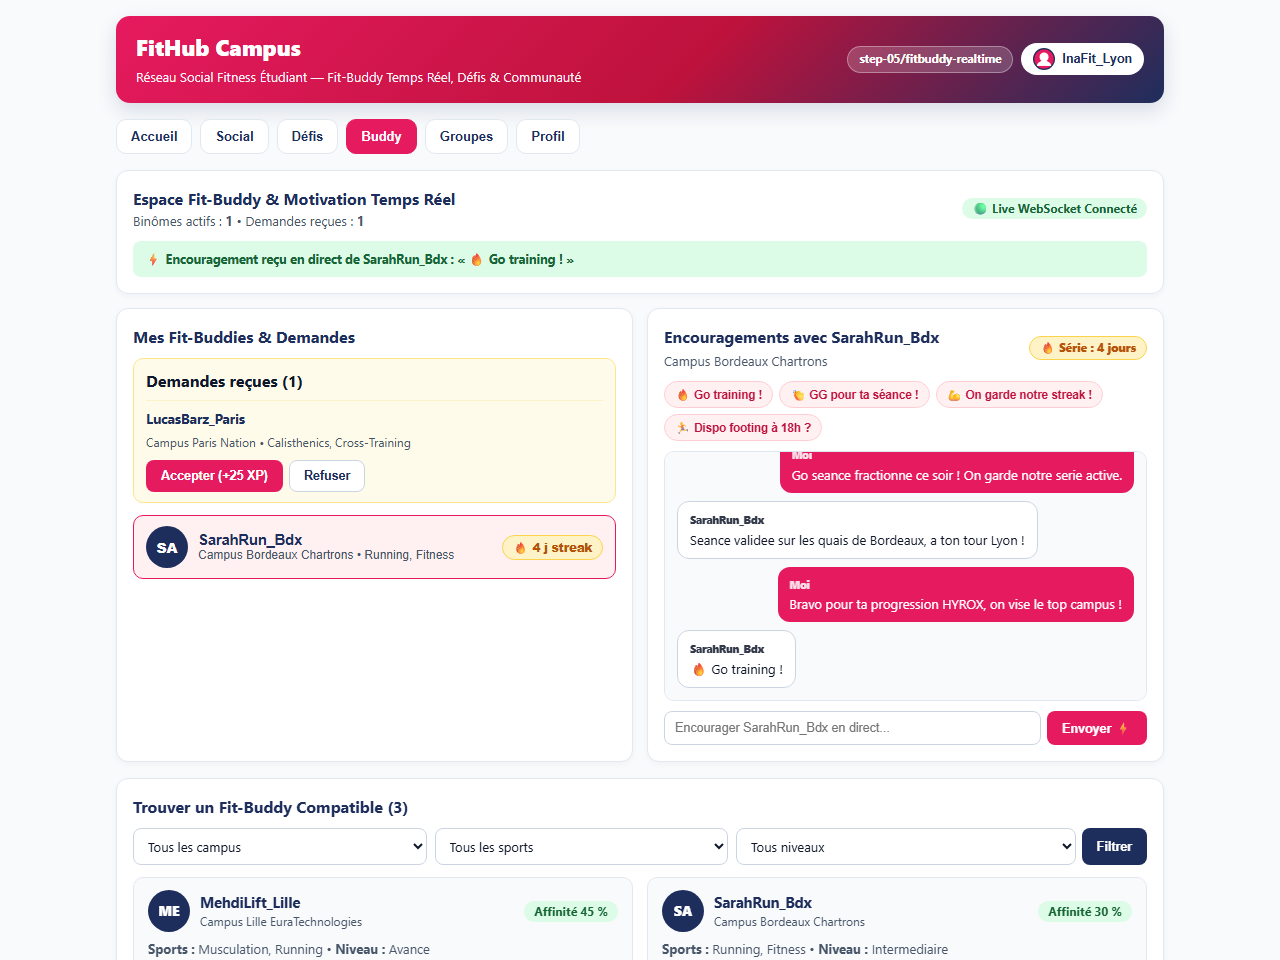 FitHub Campus
Réseau Social Fitness Étudiant — Fit-Buddy Temps Réel, Défis & Communauté
step-05/fitbuddy-realtime
InaFit_Lyon
Accueil
Social
Défis
Buddy
Groupes
Profil
Espace Fit-Buddy & Motivation Temps Réel
Binômes actifs : 1 • Demandes reçues : 1
Live WebSocket Connecté
⚡ Encouragement reçu en direct de SarahRun_Bdx : « 🔥 Go training ! »
Mes Fit-Buddies & Demandes
Demandes reçues (1)
LucasBarz_Paris
Campus Paris Nation • Calisthenics, Cross-Training
Accepter (+25 XP)
Refuser
SA
SarahRun_Bdx
Campus Bordeaux Chartrons • Running, Fitness
🔥 4 j streak
Encouragements avec SarahRun_Bdx
Campus Bordeaux Chartrons
🔥 Série : 4 jours
🔥 Go training !
👏 GG pour ta séance !
💪 On garde notre streak !
🏃 Dispo footing à 18h ?
Moi
Go seance fractionne ce soir ! On garde notre serie active.
SarahRun_Bdx
Seance validee sur les quais de Bordeaux, a ton tour Lyon !
Moi
Bravo pour ta progression HYROX, on vise le top campus !
SarahRun_Bdx
🔥 Go training !
Encourager SarahRun_Bdx en direct...
Envoyer ⚡
Trouver un Fit-Buddy Compatible (3)
Tous les campus
Tous les sports
Tous niveaux
Filtrer
ME
MehdiLift_Lille
Campus Lille EuraTechnologies
Affinité 45 %
Sports : Musculation, Running • Niveau : Avance
SA
SarahRun_Bdx
Campus Bordeaux Chartrons
Affinité 30 %
Sports : Running, Fitness • Niveau : Intermediaire